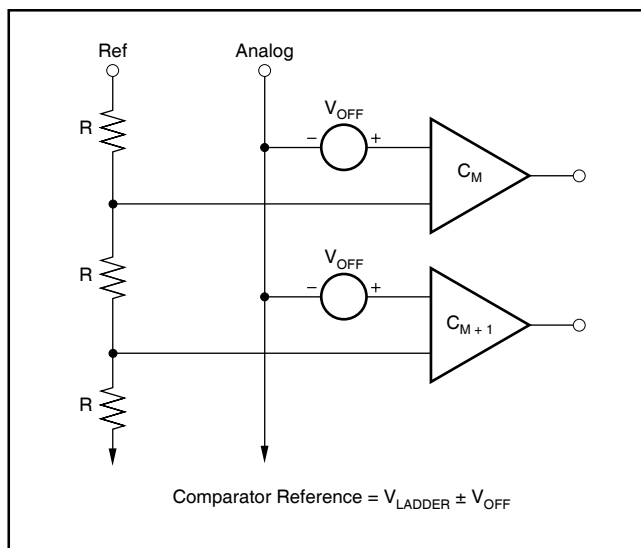 Ref Analog
V_OFF
R
− +
C_M
V_OFF
R
− +
C_M + 1
R
Comparator Reference = V_LADDER ± V_OFF